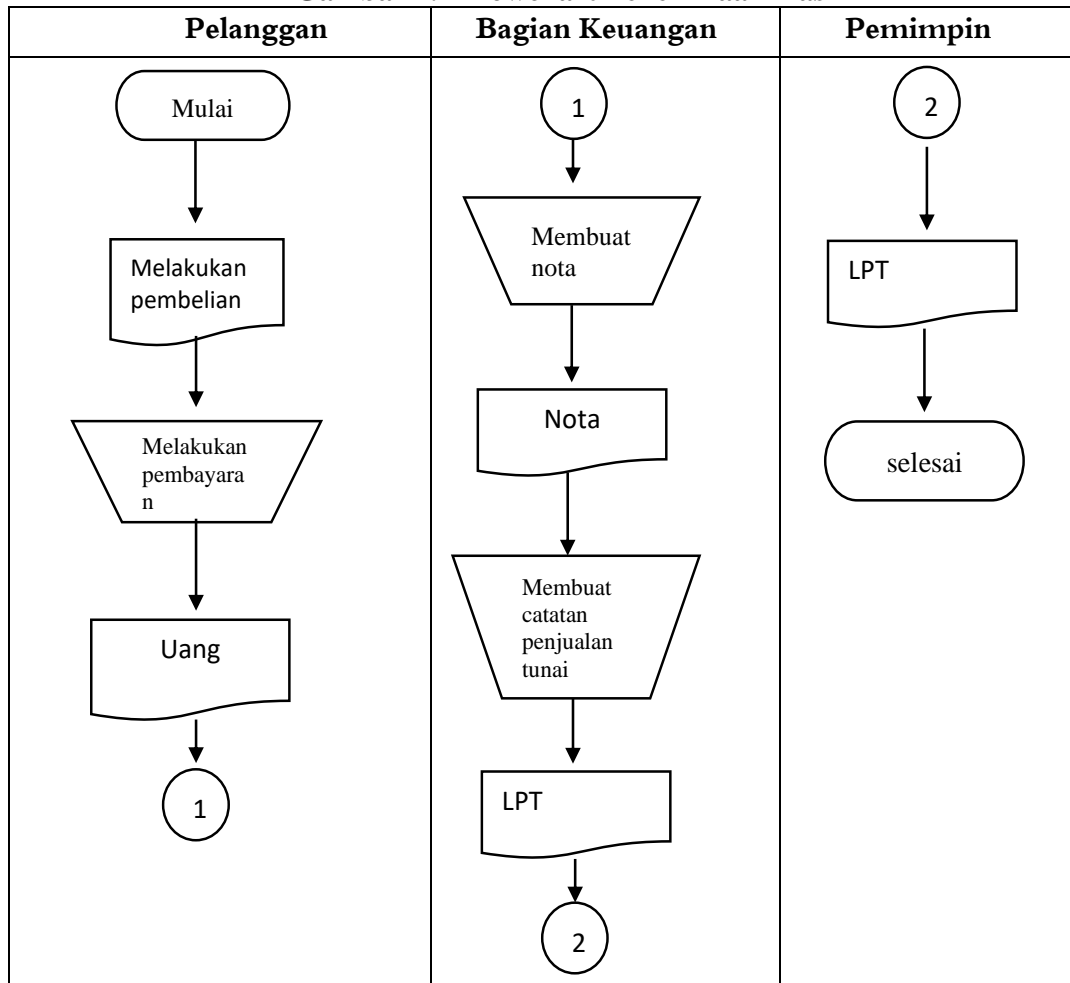 Pelanggan
Bagian Keuangan
Pemimpin
Mulai
Melakukan
pembelian
Melakukan
pembayara
n
Uang
1
1
Membuat
nota
Nota
Membuat
catatan
penjualan
tunai
LPT
2
2
LPT
selesai